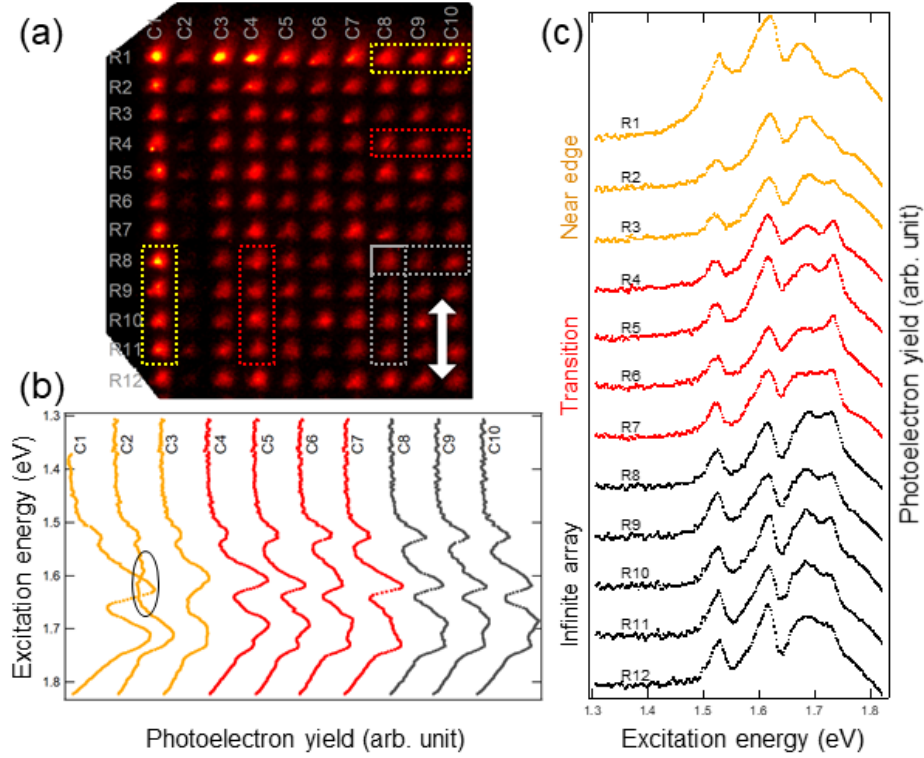 (a)
C1 C2 C3 C4 C5 C6 C7 C8 C9 C10
R1
R2
R3
R4
R5
R6
R7
R8
R9
R10
R11
R12
(b)
1.3
1.4
1.5
1.6
1.7
1.8
Excitation energy (eV)
C1 C2 C3 C4 C5 C6 C7 C8 C9 C10
Photoelectron yield (arb. unit)
(c)
Near edge
Transition
Infinite array
R1
R2
R3
R4
R5
R6
R7
R8
R9
R10
R11
R12
1.3 1.4 1.5 1.6 1.7 1.8
Excitation energy (eV)
Photoelectron yield (arb. unit)